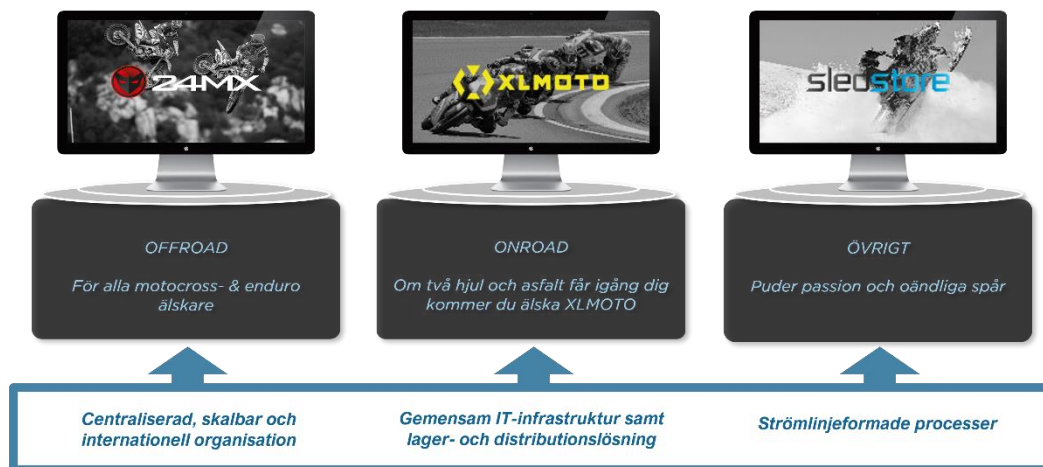 24MX
XLMOTO
sledstore
OFFROAD
För alla motocross- & enduro
älskare
ONROAD
Om två hjul och asfalt får igång dig
kommer du älska XLMOTO
ÖVRIGT
Puder passion och oändliga spår
Centraliserad, skalbar och
internationell organisation
Gemensam IT-infrastruktur samt
lager- och distributionslösning
Strömlinjeformade processer